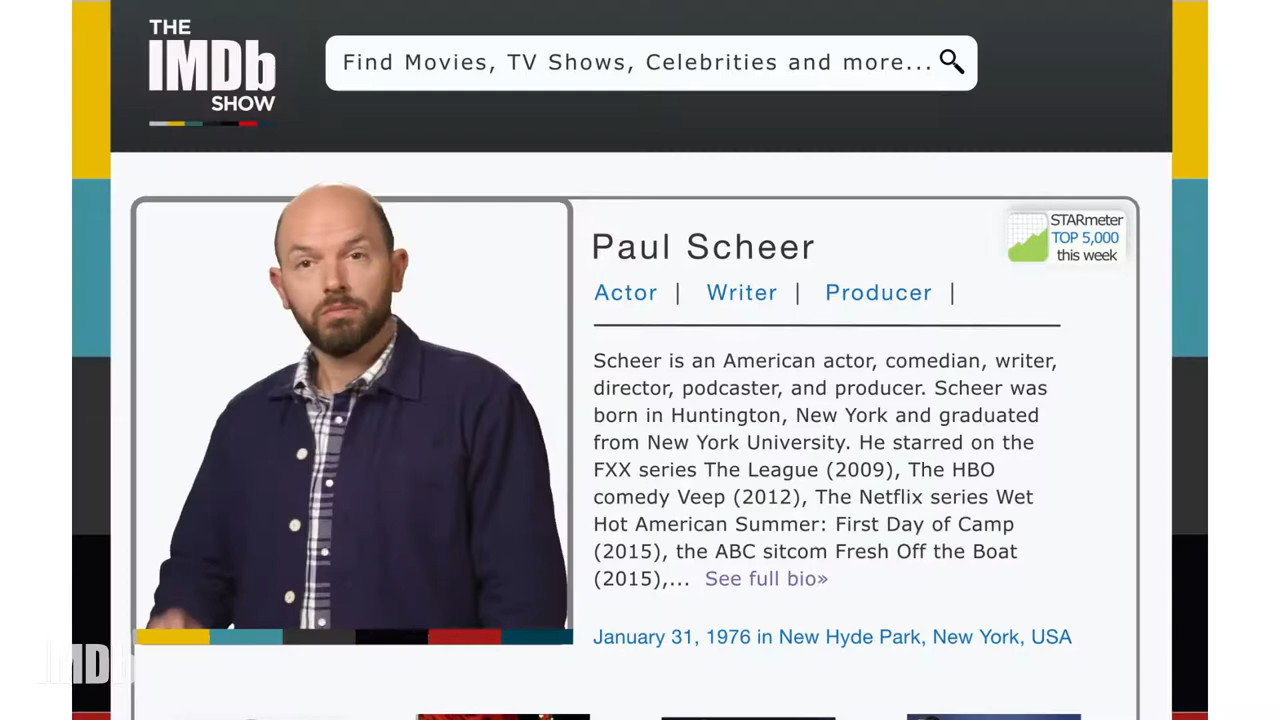 THE
IMDb
SHOW
Find Movies, TV Shows, Celebrities and more...
STARmeter
TOP 5,000
this week
Paul Scheer
Actor | Writer | Producer |
Scheer is an American actor, comedian, writer,
director, podcaster, and producer. Scheer was
born in Huntington, New York and graduated
from New York University. He starred on the
FXX series The League (2009), The HBO
comedy Veep (2012), The Netflix series Wet
Hot American Summer: First Day of Camp
(2015), the ABC sitcom Fresh Off the Boat
(2015),... See full bio»
January 31, 1976 in New Hyde Park, New York, USA
IMDb